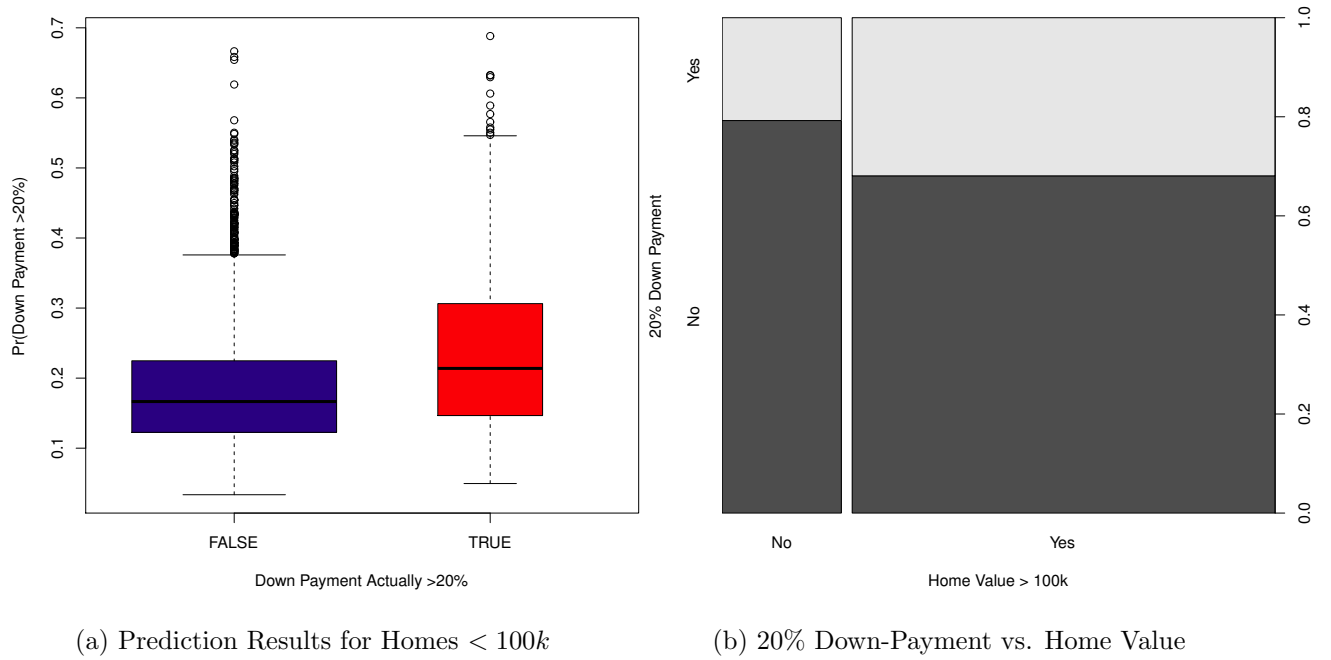 0.7
0.6
0.5
0.4
0.3
0.2
0.1
Pr(Down Payment >20%)
FALSE
TRUE
Down Payment Actually >20%
(a) Prediction Results for Homes < 100k
20% Down Payment
Yes
No
1.0
0.8
0.6
0.4
0.2
0.0
No
Yes
Home Value > 100k
(b) 20% Down-Payment vs. Home Value